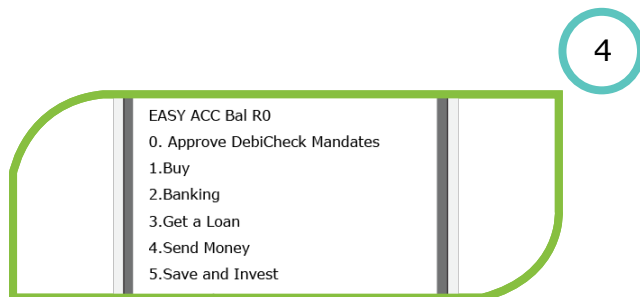 4
EASY ACC Bal R0
0. Approve DebiCheck Mandates
1.Buy
2.Banking
3.Get a Loan
4.Send Money
5.Save and Invest